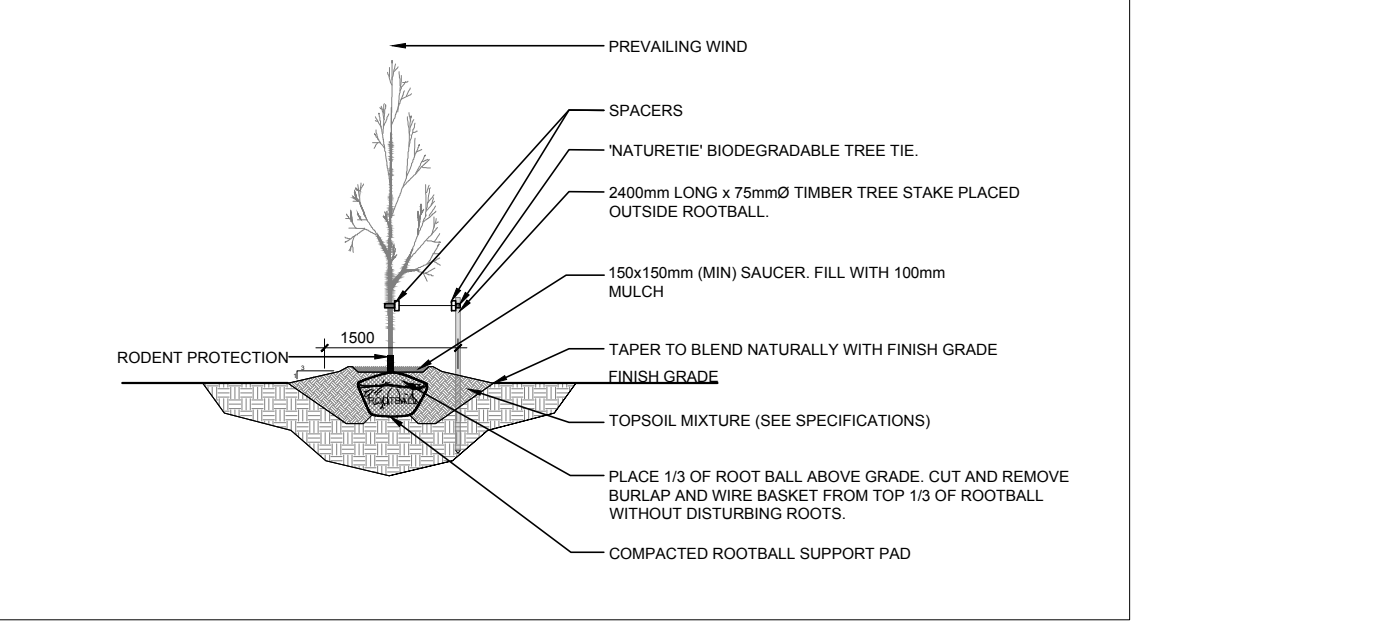 PREVAILING WIND
SPACERS
'NATURETIE' BIODEGRADABLE TREE TIE.
2400mm LONG x 75mmØ TIMBER TREE STAKE PLACED
OUTSIDE ROOTBALL.
150x150mm (MIN) SAUCER. FILL WITH 100mm
MULCH
1500
RODENT PROTECTION
TAPER TO BLEND NATURALLY WITH FINISH GRADE
FINISH GRADE
ROOTBALL
TOPSOIL MIXTURE (SEE SPECIFICATIONS)
PLACE 1/3 OF ROOT BALL ABOVE GRADE. CUT AND REMOVE
BURLAP AND WIRE BASKET FROM TOP 1/3 OF ROOTBALL
WITHOUT DISTURBING ROOTS.
COMPACTED ROOTBALL SUPPORT PAD